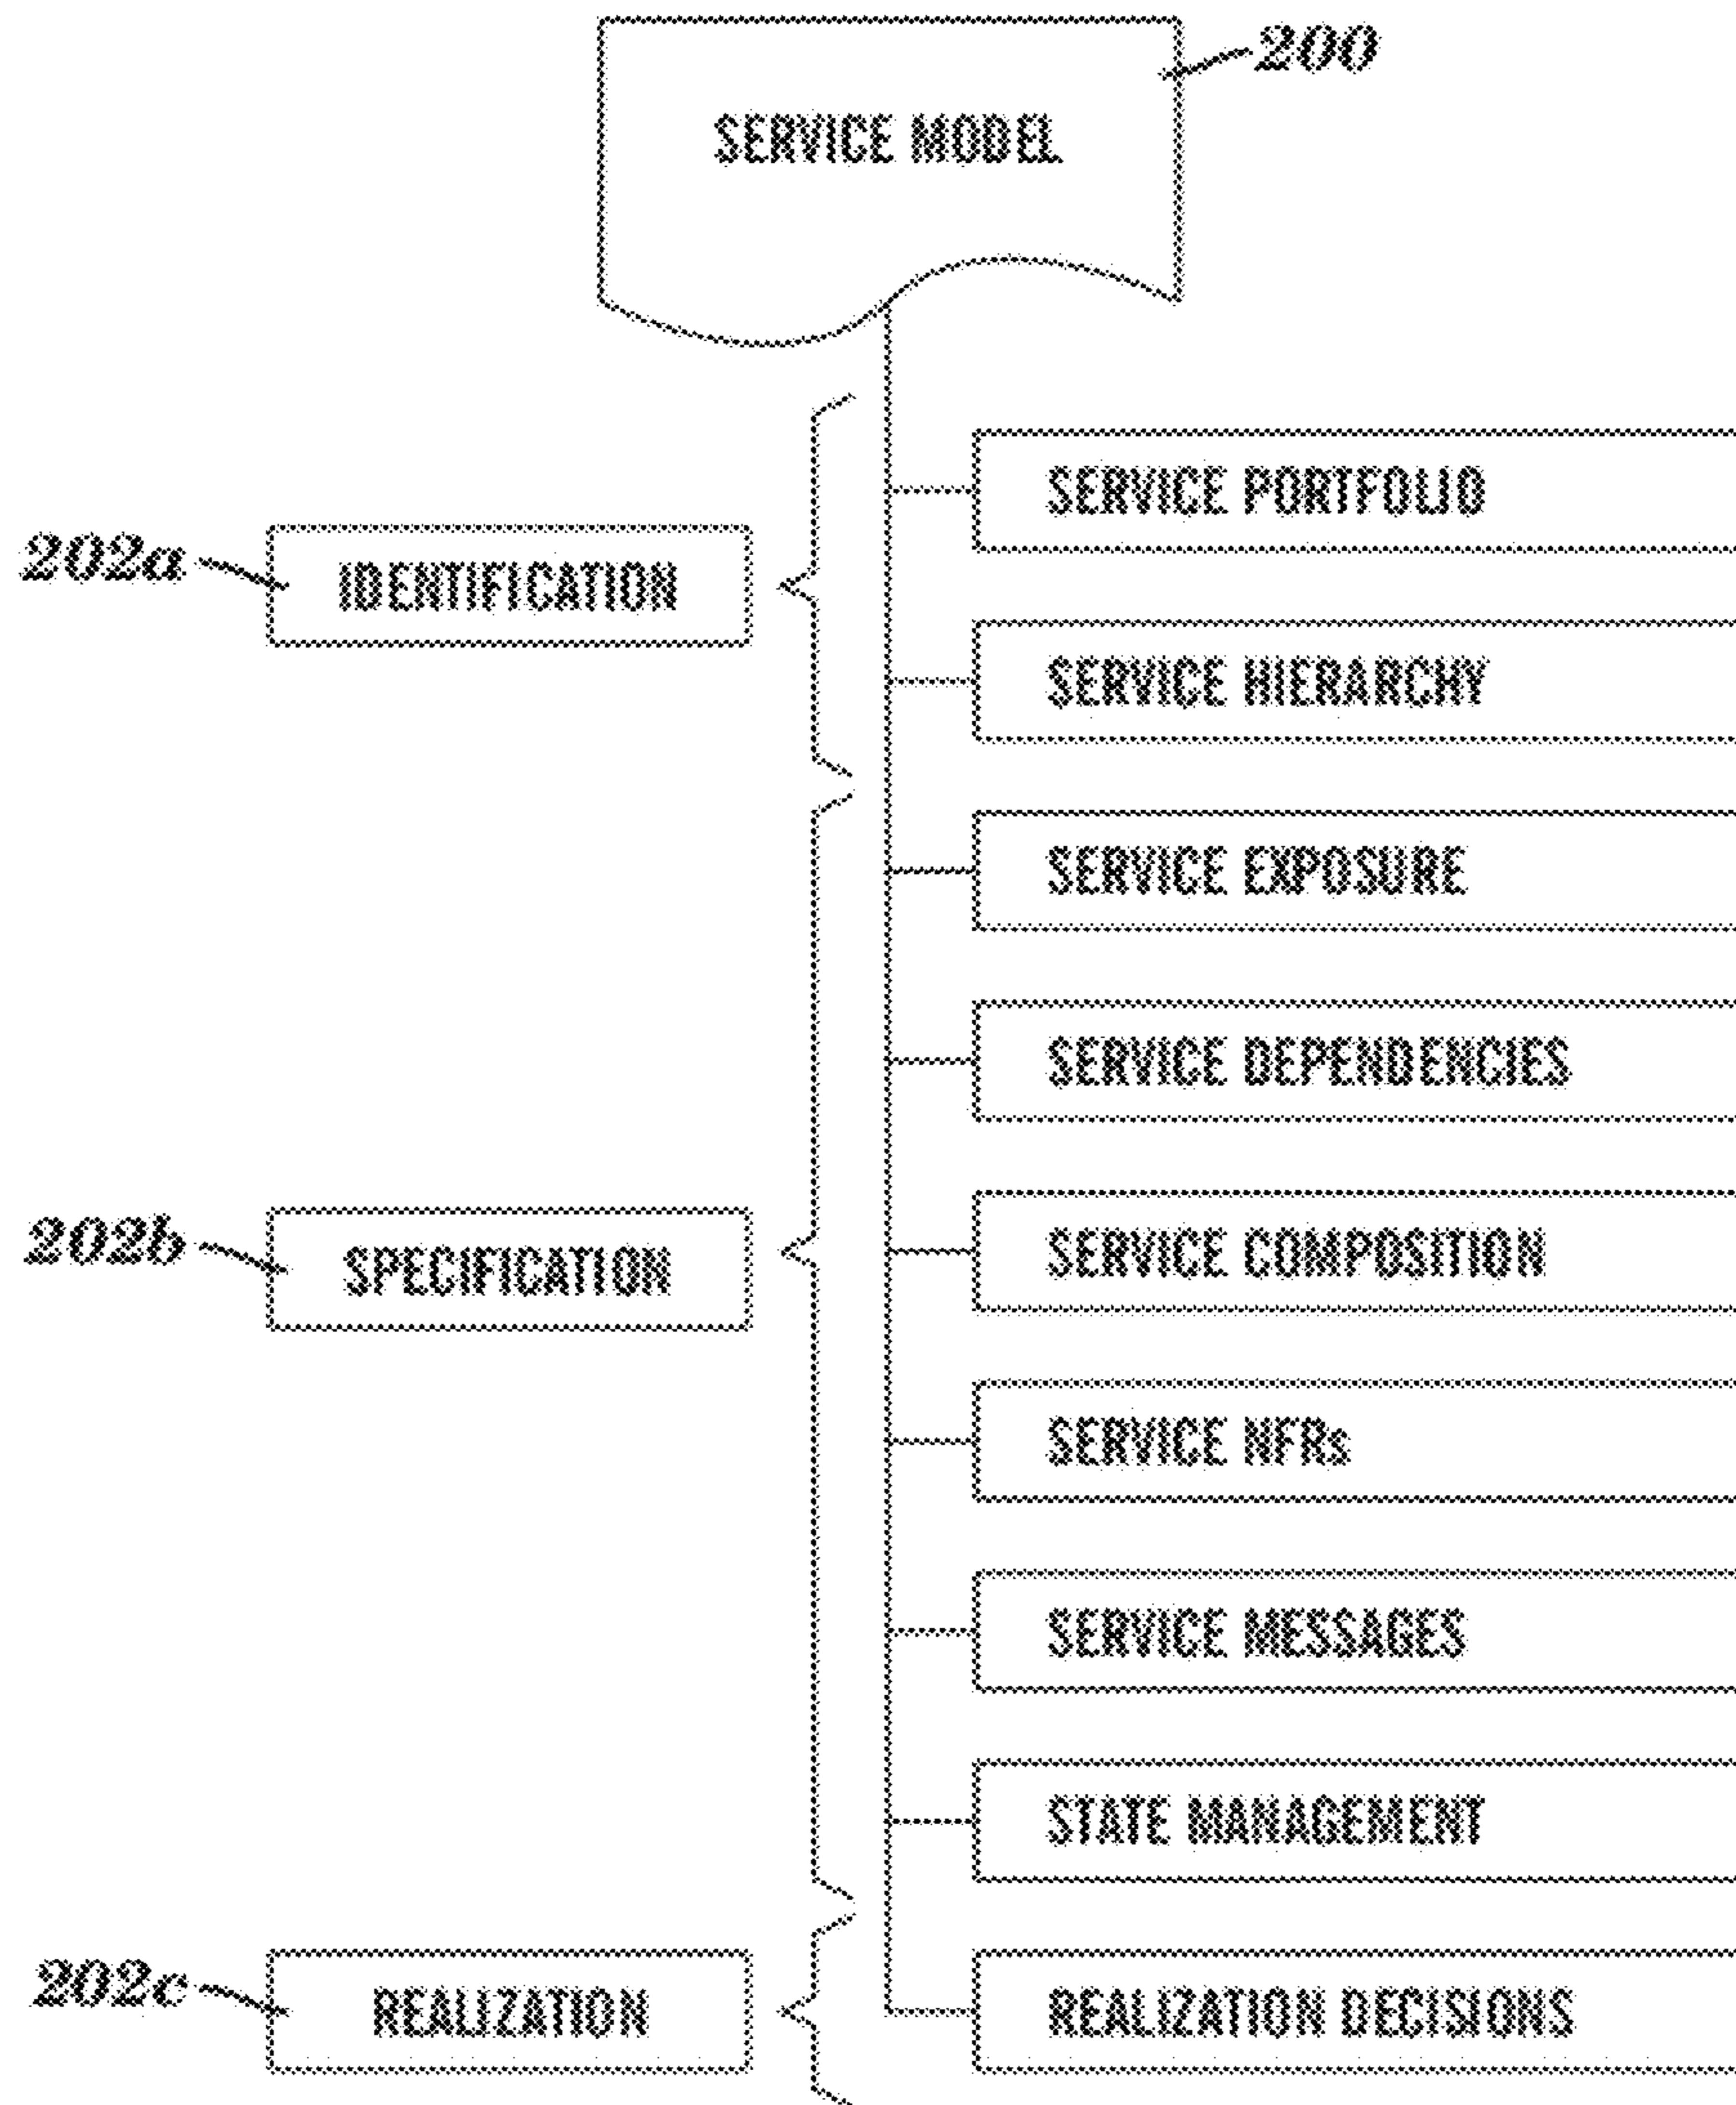 200
SERVICE MODEL
SERVICE PORTFOLIO
202a
IDENTIFICATION
SERVICE HIERARCHY
SERVICE EXPOSURE
SERVICE DEPENDENCIES
202b
SPECIFICATION
SERVICE COMPOSITION
SERVICE NFRs
SERVICE MESSAGES
STATE MANAGEMENT
202c
REALIZATION
REALIZATION DECISIONS